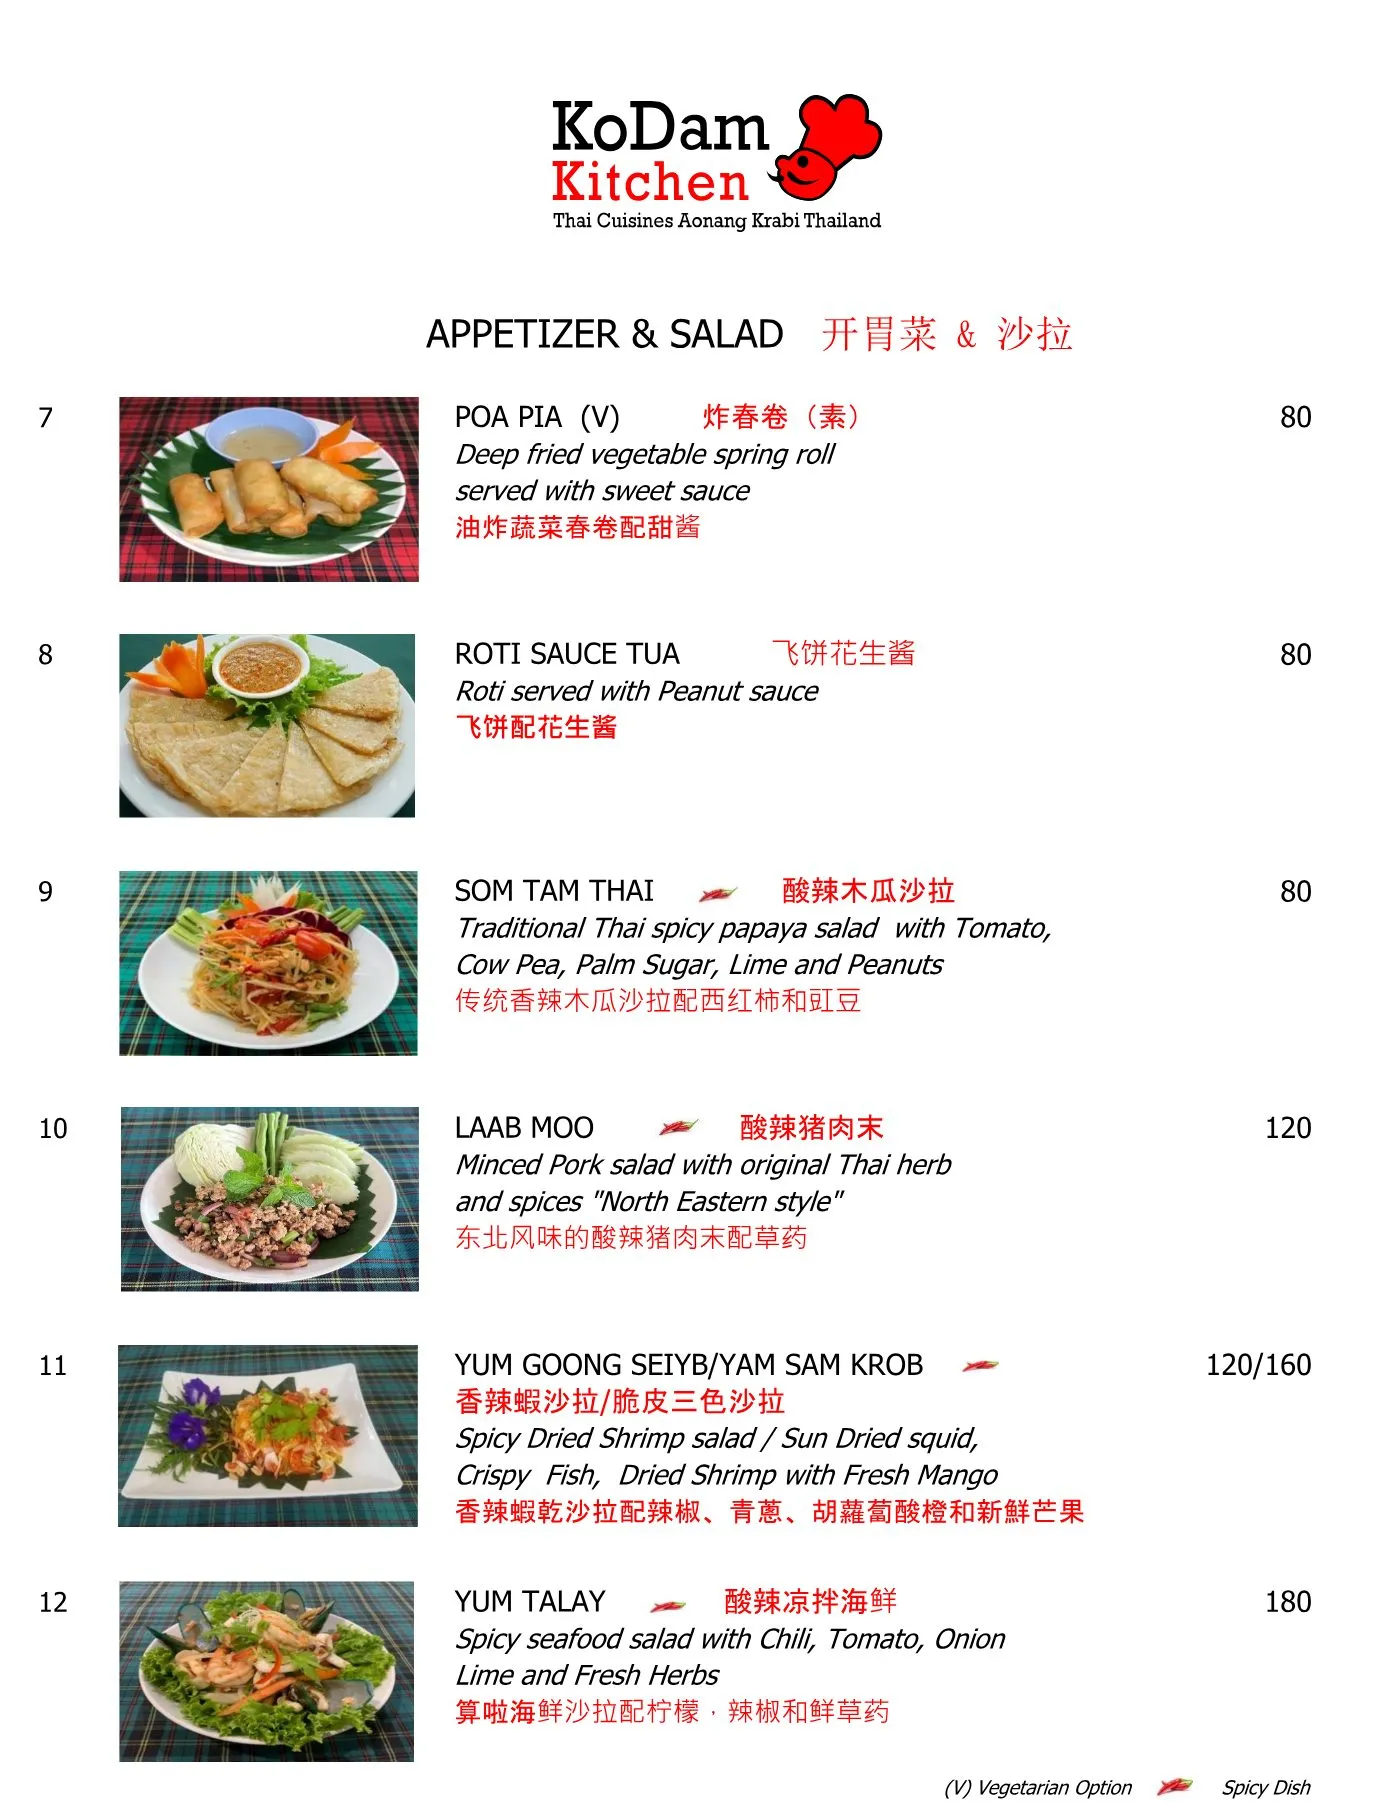 KoDam
Kitchen
Thai Cuisines Aonang Krabi Thailand
APPETIZER & SALAD 开胃菜 & 沙拉
7 POA PIA (V) 炸春卷（素） 80
Deep fried vegetable spring roll
served with sweet sauce
油炸蔬菜春卷配甜酱
8 ROTI SAUCE TUA 飞饼花生酱 80
Roti served with Peanut sauce
飞饼配花生酱
9 SOM TAM THAI 酸辣木瓜沙拉 80
Traditional Thai spicy papaya salad with Tomato,
Cow Pea, Palm Sugar, Lime and Peanuts
传统香辣木瓜沙拉配西红柿和豇豆
10 LAAB MOO 酸辣猪肉末 120
Minced Pork salad with original Thai herb
and spices "North Eastern style"
东北风味的酸辣猪肉末配草药
11 YUM GOONG SEIYB/YAM SAM KROB 120/160
香辣蝦沙拉/脆皮三色沙拉
Spicy Dried Shrimp salad / Sun Dried squid,
Crispy Fish, Dried Shrimp with Fresh Mango
香辣蝦乾沙拉配辣椒、青蔥、胡蘿蔔酸橙和新鮮芒果
12 YUM TALAY 酸辣凉拌海鲜 180
Spicy seafood salad with Chili, Tomato, Onion
Lime and Fresh Herbs
算啦海鲜沙拉配柠檬，辣椒和鲜草药
(V) Vegetarian Option Spicy Dish